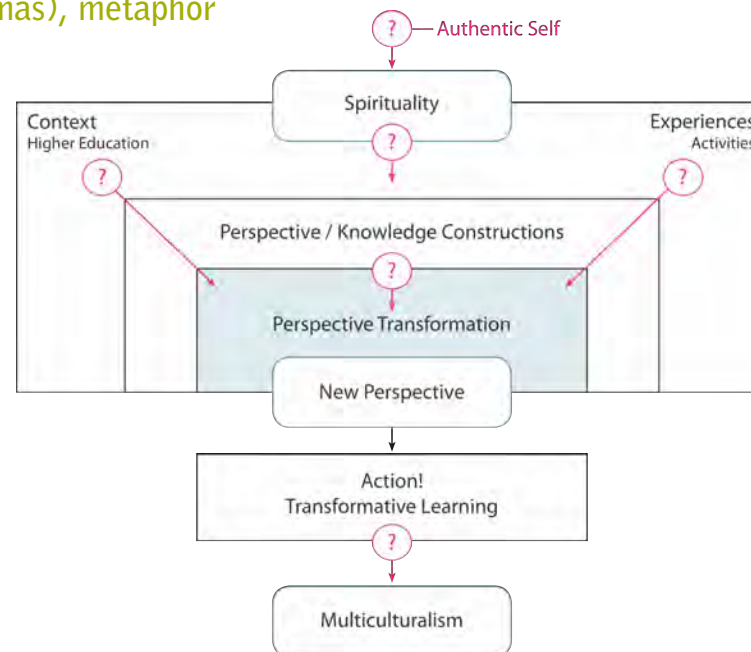 mas), metaphor
? Authentic Self
Spirituality
Context
Higher Education
Experiences
Activities
?
?
?
Perspective / Knowledge Constructions
?
Perspective Transformation
New Perspective
Action!
Transformative Learning
?
Multiculturalism